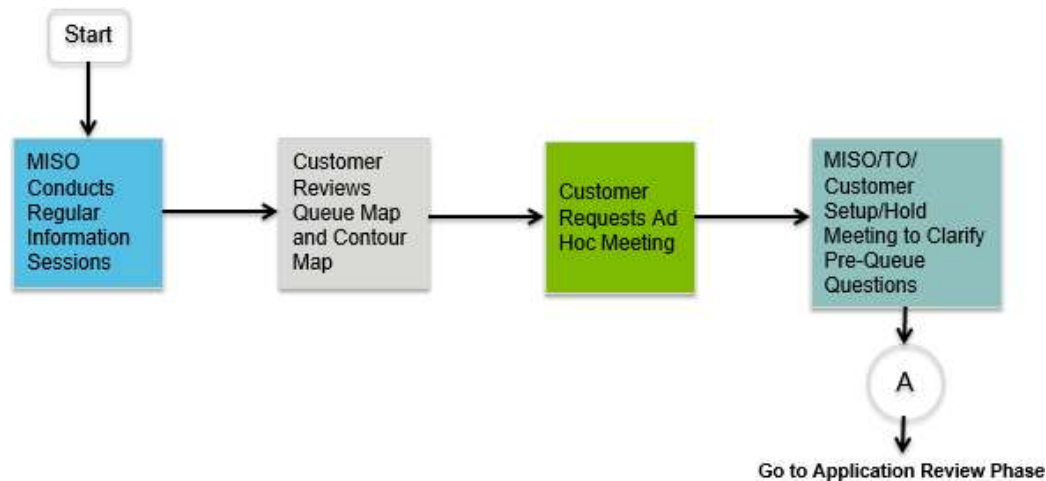 Start
MISO
Conducts
Regular
Information
Sessions
Customer
Reviews
Queue Map
and Contour
Map
Customer
Requests Ad
Hoc Meeting
MISO/TO/
Customer
Setup/Hold
Meeting to Clarify
Pre-Queue
Questions
A
Go to Application Review Phase